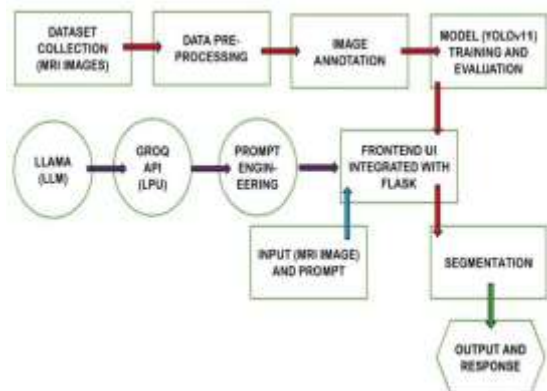 DATASET
COLLECTION
(MRI IMAGES)
DATA PRE-
PROCESSING
IMAGE
ANNOTATION
MODEL (YOLOv11)
TRAINING AND
EVALUATION
LLAMA
(LLM)
GROQ
API
(LPU)
PROMPT
ENGIN-
EERING
FRONTEND UI
INTEGRATED WITH
FLASK
INPUT (MRI IMAGE)
AND PROMPT
SEGMENTATION
OUTPUT AND
RESPONSE